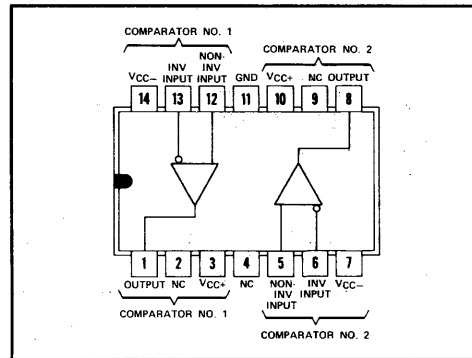 COMPARATOR NO. 1
COMPARATOR NO. 2
VCC– INV INPUT NON-INV INPUT GND VCC+ NC OUTPUT
14 13 12 11 10 9 8
1 2 3 4 5 6 7
OUTPUT NC VCC+ NC NON-INV INPUT INV INPUT VCC–
COMPARATOR NO. 1
COMPARATOR NO. 2